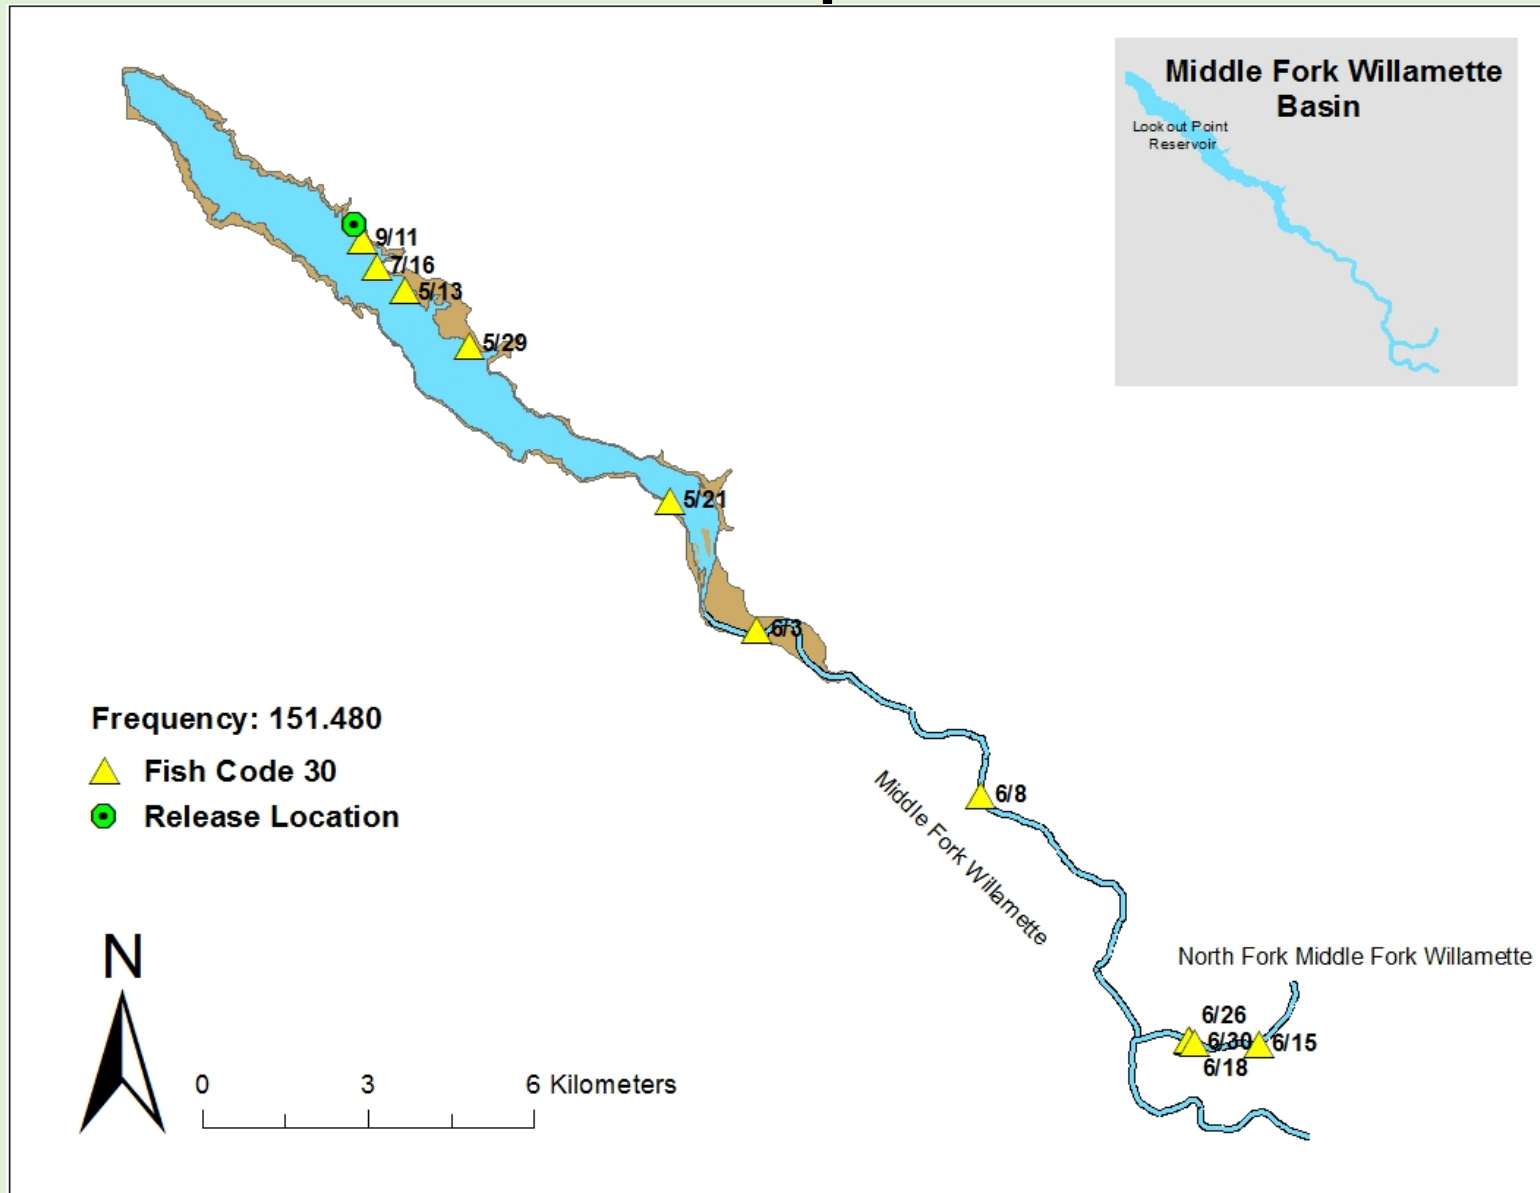 Middle Fork Willamette
Basin
Lookout Point
Reservoir
9/11
7/16
5/13
5/29
5/21
6/3
Frequency: 151.480
Fish Code 30
Release Location
6/8
Middle Fork Willamette
North Fork Middle Fork Willamette
6/26
6/30
6/15
6/18
N
0 3 6 Kilometers